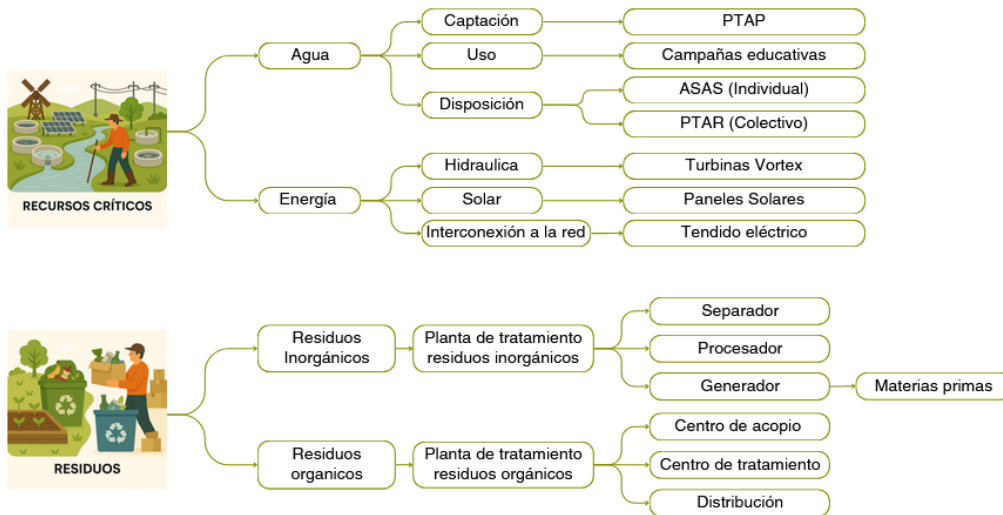 Captación
PTAP
Agua
Uso
Campañas educativas
Disposición
ASAS (Individual)
PTAR (Colectivo)
RECURSOS CRÍTICOS
Energía
Hidraulica
Turbinas Vortex
Solar
Paneles Solares
Interconexión a la red
Tendido eléctrico
RESIDUOS
Residuos
Inorgánicos
Planta de tratamiento
residuos inorgánicos
Separador
Procesador
Generador
Materias primas
Residuos
organicos
Planta de tratamiento
residuos orgánicos
Centro de acopio
Centro de tratamiento
Distribución